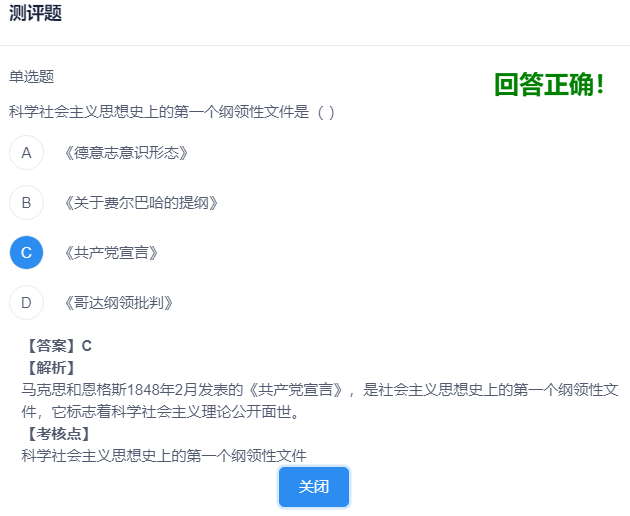 测评题
单选题
回答正确！
科学社会主义思想史上的第一个纲领性文件是（ ）
A 《德意志意识形态》
B 《关于费尔巴哈的提纲》
C 《共产党宣言》
D 《哥达纲领批判》
【答案】C
【解析】
马克思和恩格斯1848年2月发表的《共产党宣言》，是社会主义思想史上的第一个纲领性文
件，它标志着科学社会主义理论公开面世。
【考核点】
科学社会主义思想史上的第一个纲领性文件
关闭